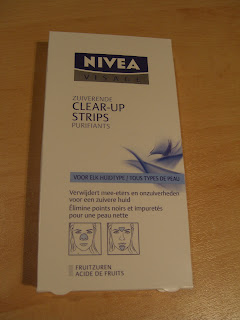 NIVEA
VISAGE
ZUIVERENDE
CLEAR-UP
STRIPS
PURIFIANTS
VOOR ELK HUIDTYPE / TOUS TYPES DE PEAU
Verwijdert mee-eters en onzuiverheden
voor een zuivere huid
Élimine points noirs et impuretés
pour une peau nette
FRUITZUREN
ACIDE DE FRUITS